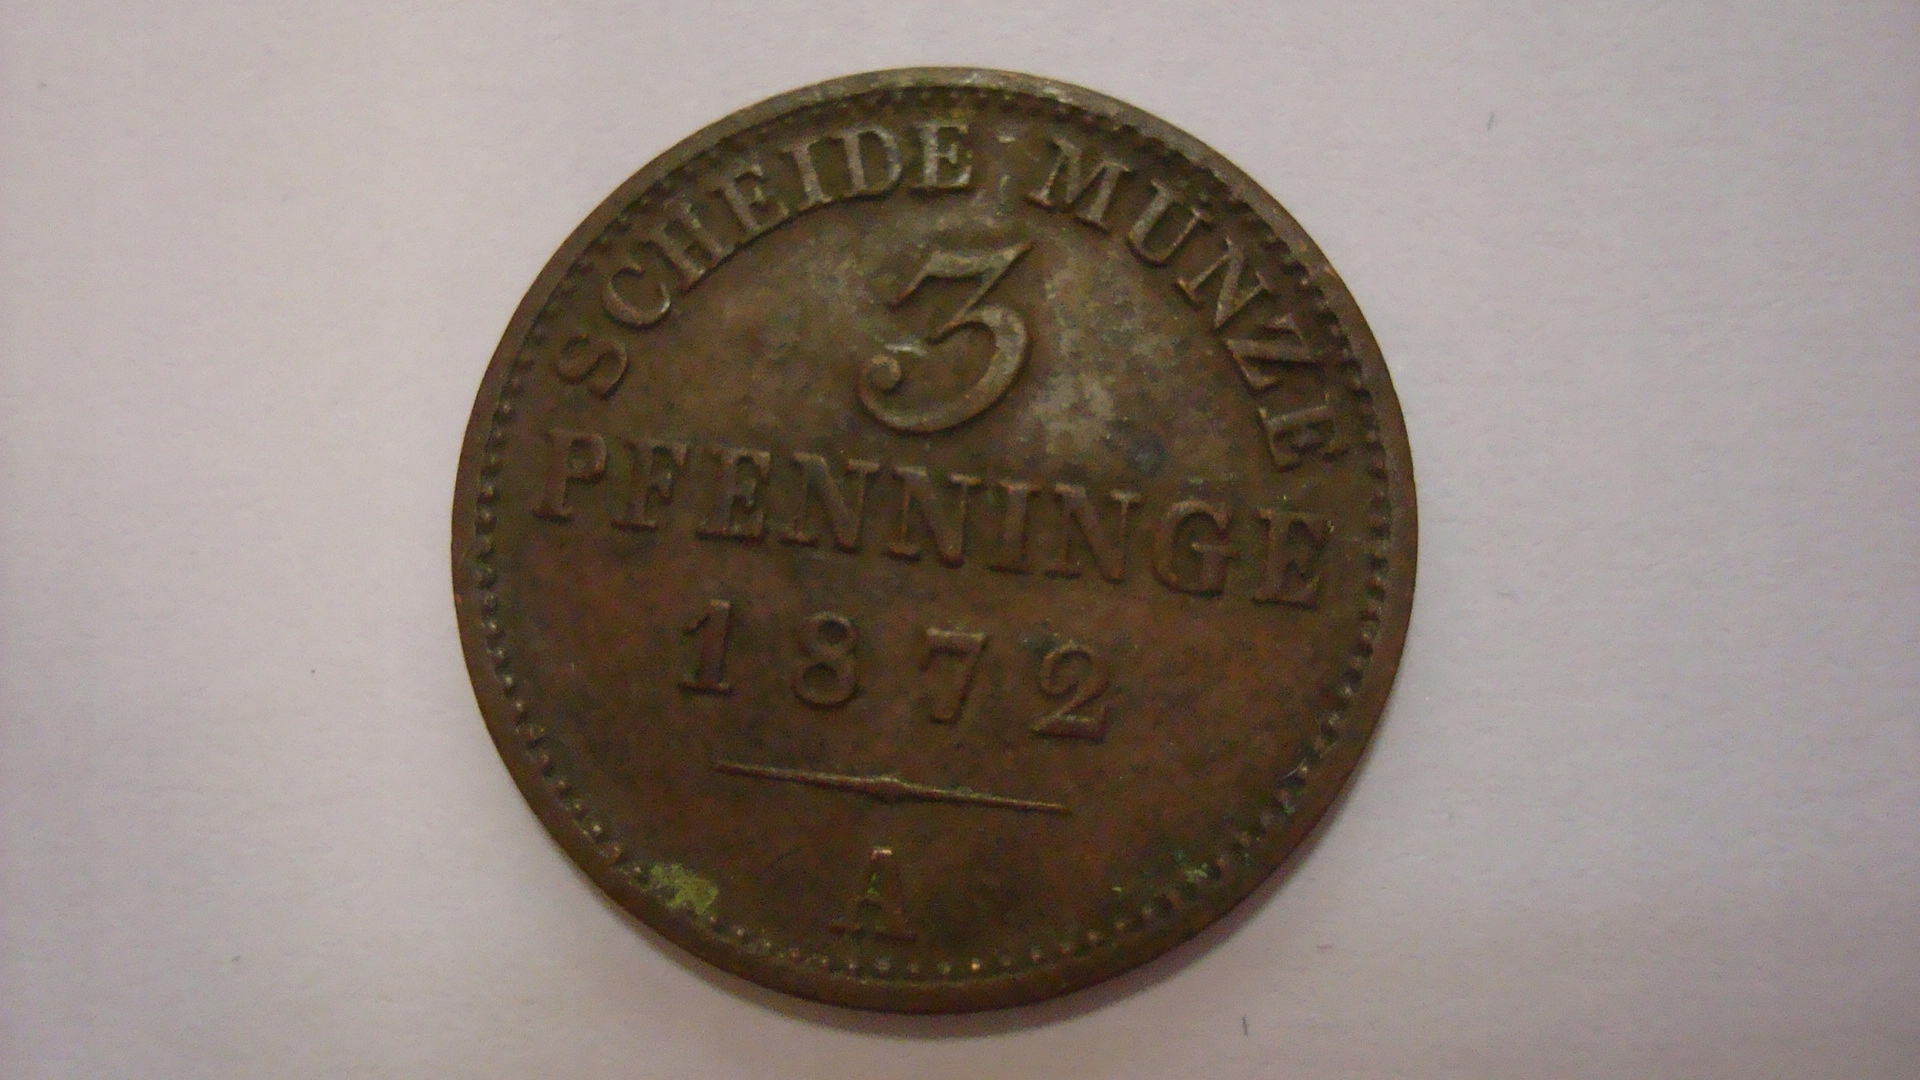 SCHEIDE MÜNZE
3
PFENNINGE
1872
A